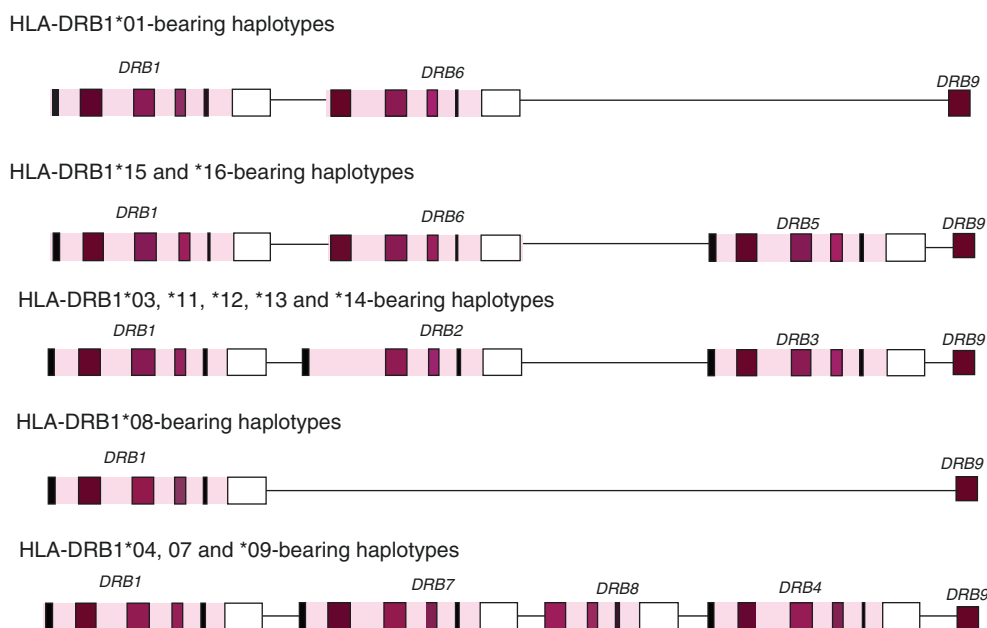 HLA-DRB1*01-bearing haplotypes
DRB1 DRB6 DRB9
HLA-DRB1*15 and *16-bearing haplotypes
DRB1 DRB6 DRB5 DRB9
HLA-DRB1*03, *11, *12, *13 and *14-bearing haplotypes
DRB1 DRB2 DRB3 DRB9
HLA-DRB1*08-bearing haplotypes
DRB1 DRB9
HLA-DRB1*04, 07 and *09-bearing haplotypes
DRB1 DRB7 DRB8 DRB4 DRB9